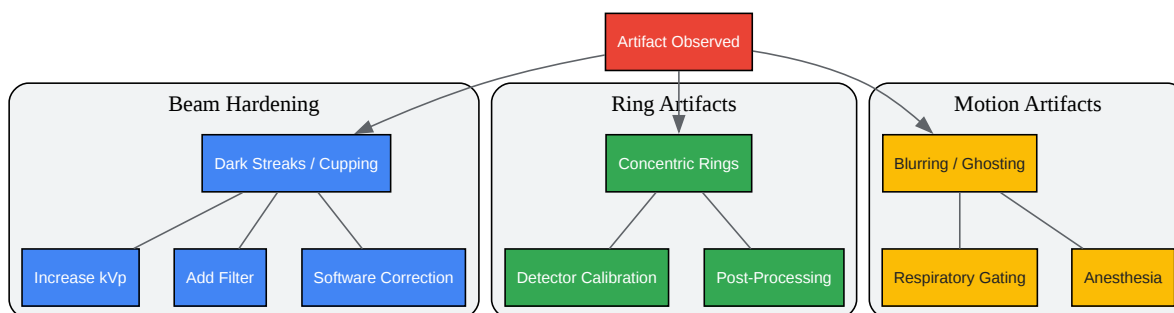 Artifact Observed
Beam Hardening
Ring Artifacts
Motion Artifacts
Dark Streaks / Cupping
Concentric Rings
Blurring / Ghosting
Increase kVp
Add Filter
Software Correction
Detector Calibration
Post-Processing
Respiratory Gating
Anesthesia